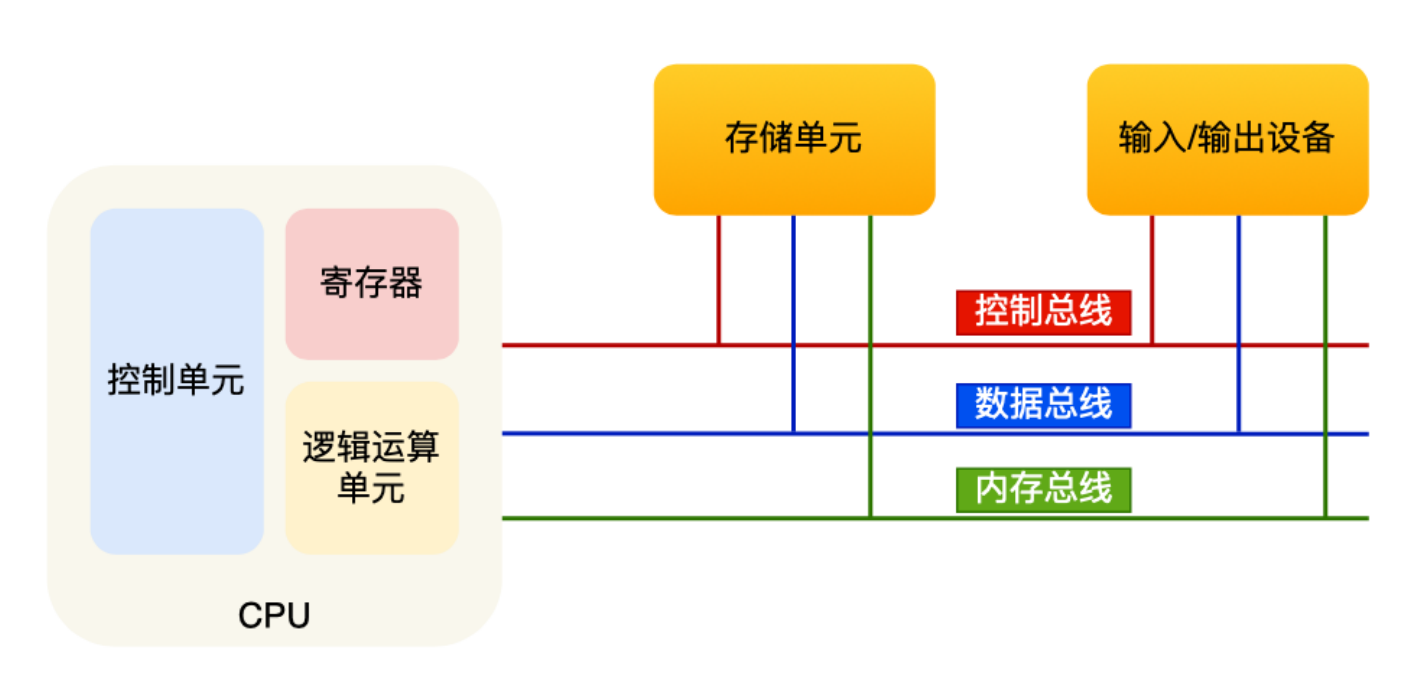 存储单元
输入/输出设备
寄存器
控制单元
逻辑运算
单元
CPU
控制总线
数据总线
内存总线